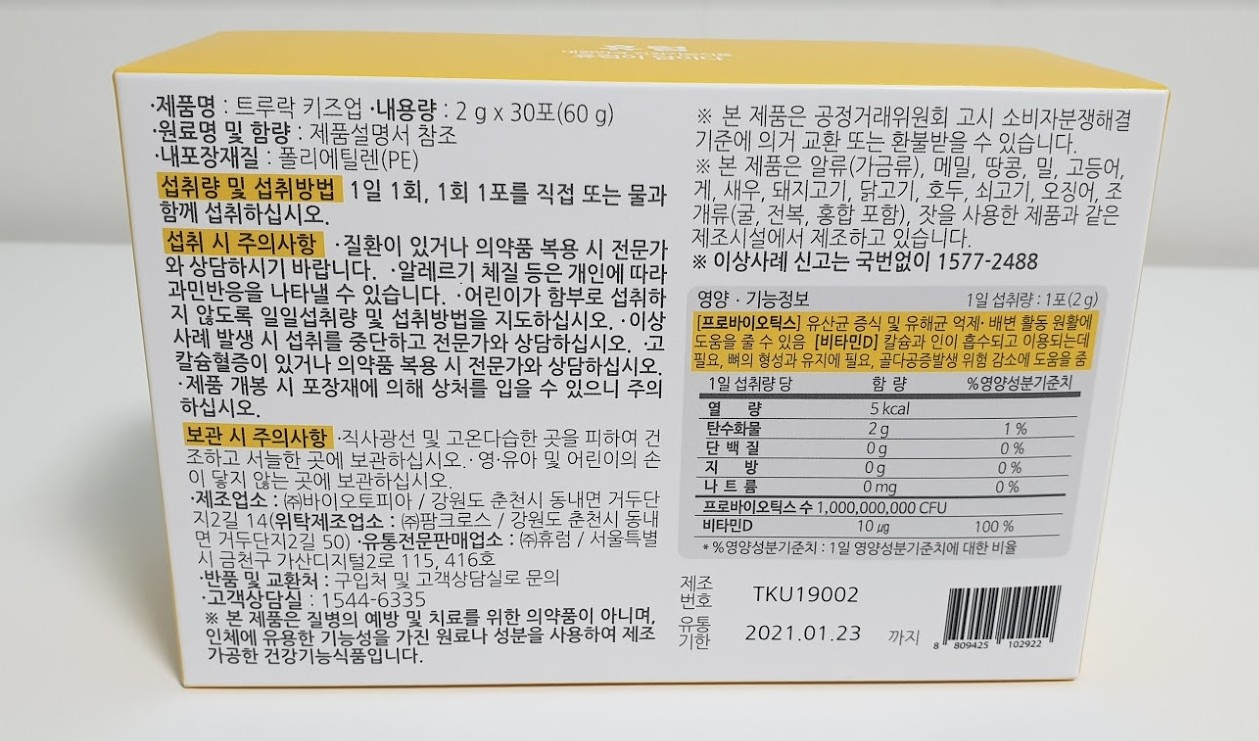 ·제품명 : 트루락 키즈업 ·내용량 : 2 g x 30포(60 g)
·원료명 및 함량 : 제품설명서 참조
·내포장재질 : 폴리에틸렌(PE)
섭취량 및 섭취방법 1일 1회, 1회 1포를 직접 또는 물과
함께 섭취하십시오.
섭취 시 주의사항 ·질환이 있거나 의약품 복용 시 전문가
와 상담하시기 바랍니다. ·알레르기 체질 등은 개인에 따라
과민반응을 나타낼 수 있습니다. ·어린이가 함부로 섭취하
지 않도록 일일섭취량 및 섭취방법을 지도하십시오. ·이상
사례 발생 시 섭취를 중단하고 전문가와 상담하십시오. ·고
칼슘혈증이 있거나 의약품 복용 시 전문가와 상담하십시오.
·제품 개봉 시 포장재에 의해 상처를 입을 수 있으니 주의
하십시오.
보관 시 주의사항 ·직사광선 및 고온다습한 곳을 피하여 건
조하고 서늘한 곳에 보관하십시오.· 영·유아 및 어린이의 손
이 닿지 않는 곳에 보관하십시오.
·제조업소 : ㈜바이오토피아 / 강원도 춘천시 동내면 거두단
지2길 14(위탁제조업소 : ㈜팜크로스 / 강원도 춘천시 동내
면 거두단지2길 50) ·유통전문판매업소 : ㈜휴럼 / 서울특별
시 금천구 가산디지털2로 115, 416호
·반품 및 교환처 : 구입처 및 고객상담실로 문의
·고객상담실 : 1544-6335
※ 본 제품은 질병의 예방 및 치료를 위한 의약품이 아니며,
인체에 유용한 기능성을 가진 원료나 성분을 사용하여 제조
가공한 건강기능식품입니다.
※ 본 제품은 공정거래위원회 고시 소비자분쟁해결
기준에 의거 교환 또는 환불받을 수 있습니다.
※ 본 제품은 알류(가금류), 메밀, 땅콩, 밀, 고등어,
게, 새우, 돼지고기, 닭고기, 호두, 쇠고기, 오징어, 조
개류(굴, 전복, 홍합 포함), 잣을 사용한 제품과 같은
제조시설에서 제조하고 있습니다.
※ 이상사례 신고는 국번없이 1577-2488
영양 · 기능정보 1일 섭취량 : 1포(2 g)
[프로바이오틱스] 유산균 증식 및 유해균 억제· 배변 활동 원활에
도움을 줄 수 있음 [비타민D] 칼슘과 인이 흡수되고 이용되는데
필요, 뼈의 형성과 유지에 필요, 골다공증발생 위험 감소에 도움을 줌
1일 섭취량 당 함 량 %영양성분기준치
열 량 5 kcal
탄수화물 2 g 1 %
단 백 질 0 g 0 %
지 방 0 g 0 %
나 트 륨 0 mg 0 %
프로바이오틱스 수 1,000,000,000 CFU
비타민D 10 ㎍ 100 %
* %영양성분기준치 : 1일 영양성분기준치에 대한 비율
제조
번호 TKU19002
유통
기한 2021.01.23 까지
8 809425 102922